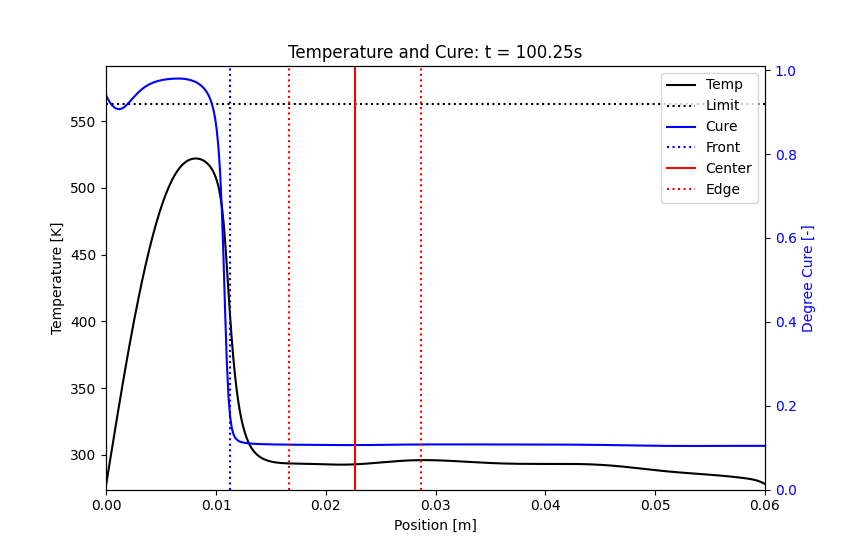 Temperature and Cure: t = 100.25s
Temp
Limit
Cure
Front
Center
Edge
Temperature [K]
550
500
450
400
350
300
Degree Cure [-]
1.0
0.8
0.6
0.4
0.2
0.0
0.00 0.01 0.02 0.03 0.04 0.05 0.06
Position [m]